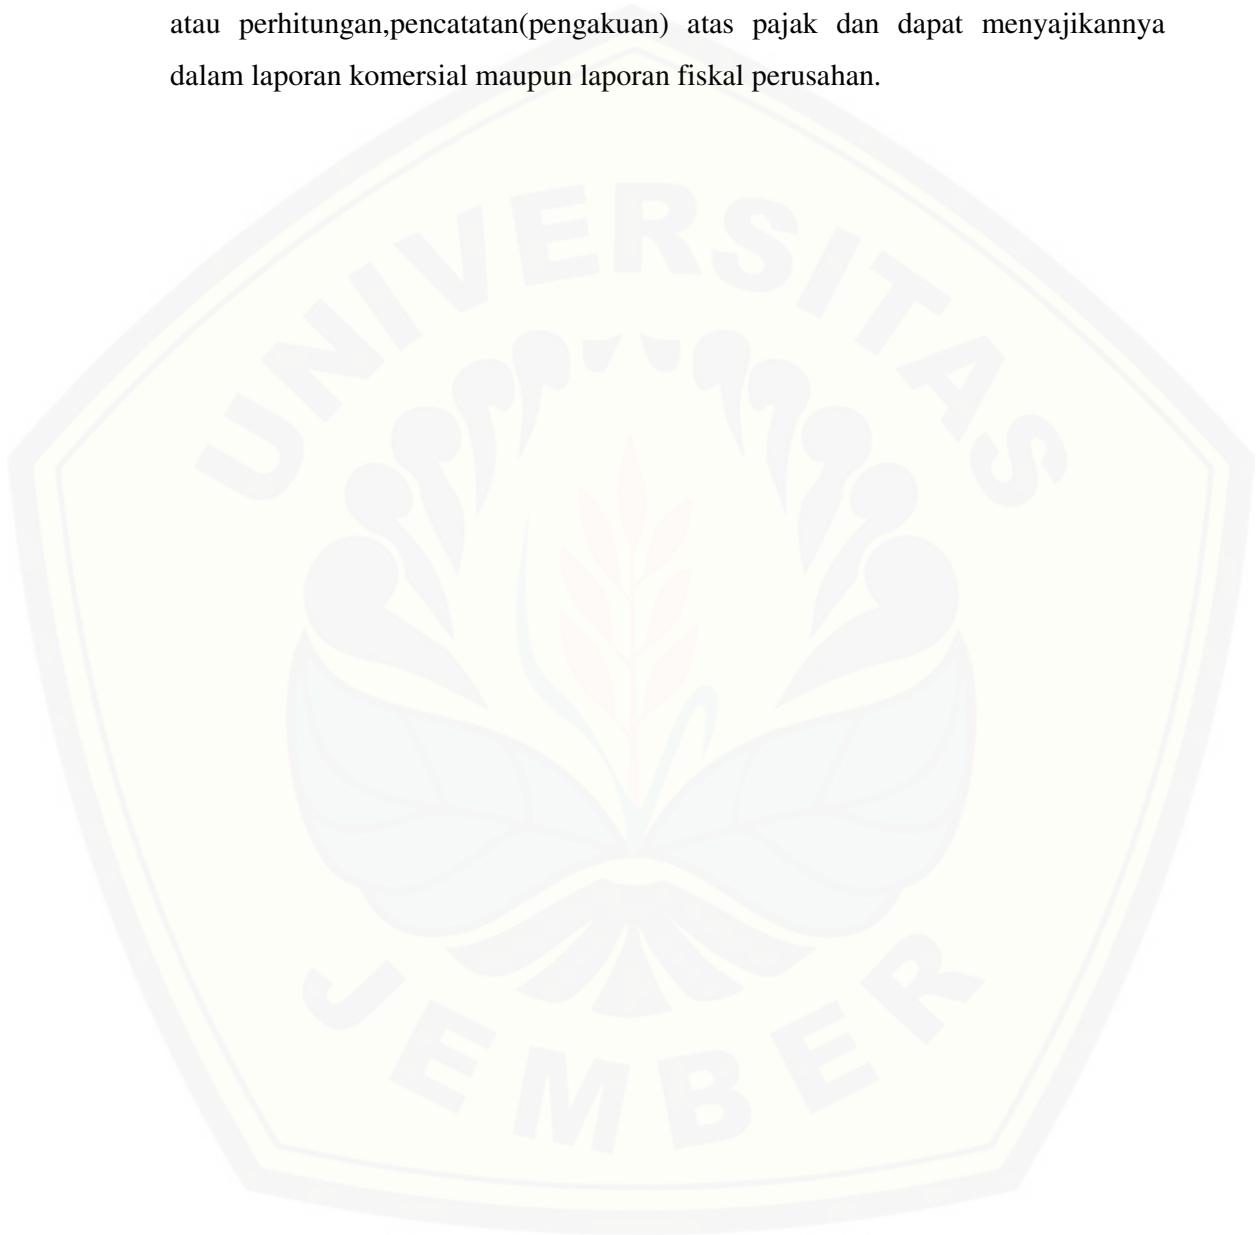 atau perhitungan,pencatatan(pengakuan) atas pajak dan dapat menyajikannya
dalam laporan komersial maupun laporan fiskal perusahan.
UNIVERSITAS
JEMBER